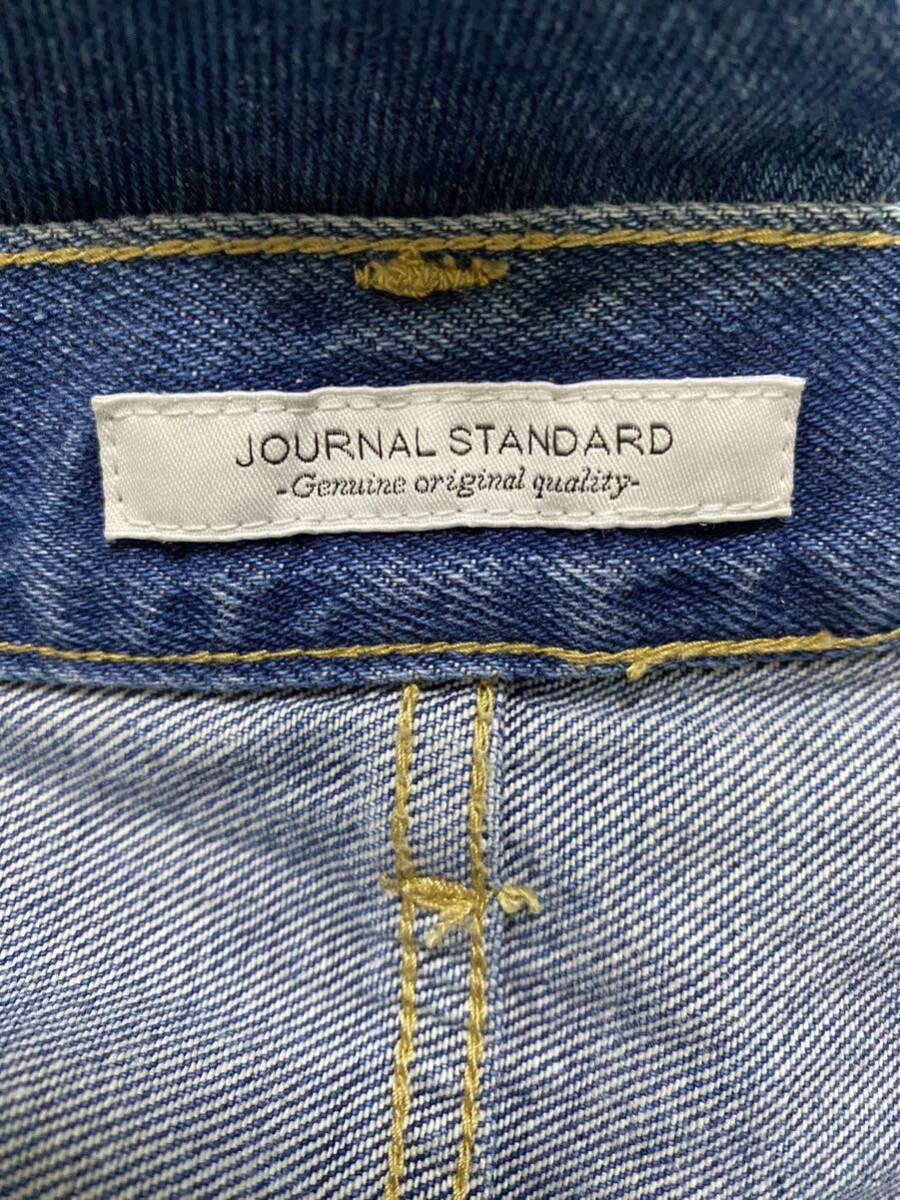 JOURNAL STANDARD
-Genuine original quality-